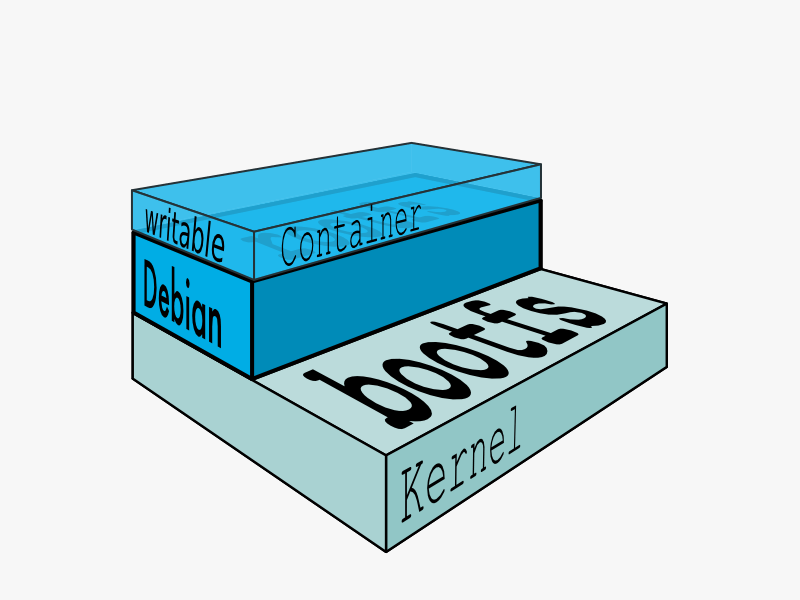 writable
Container
Debian
bootfs
Kernel